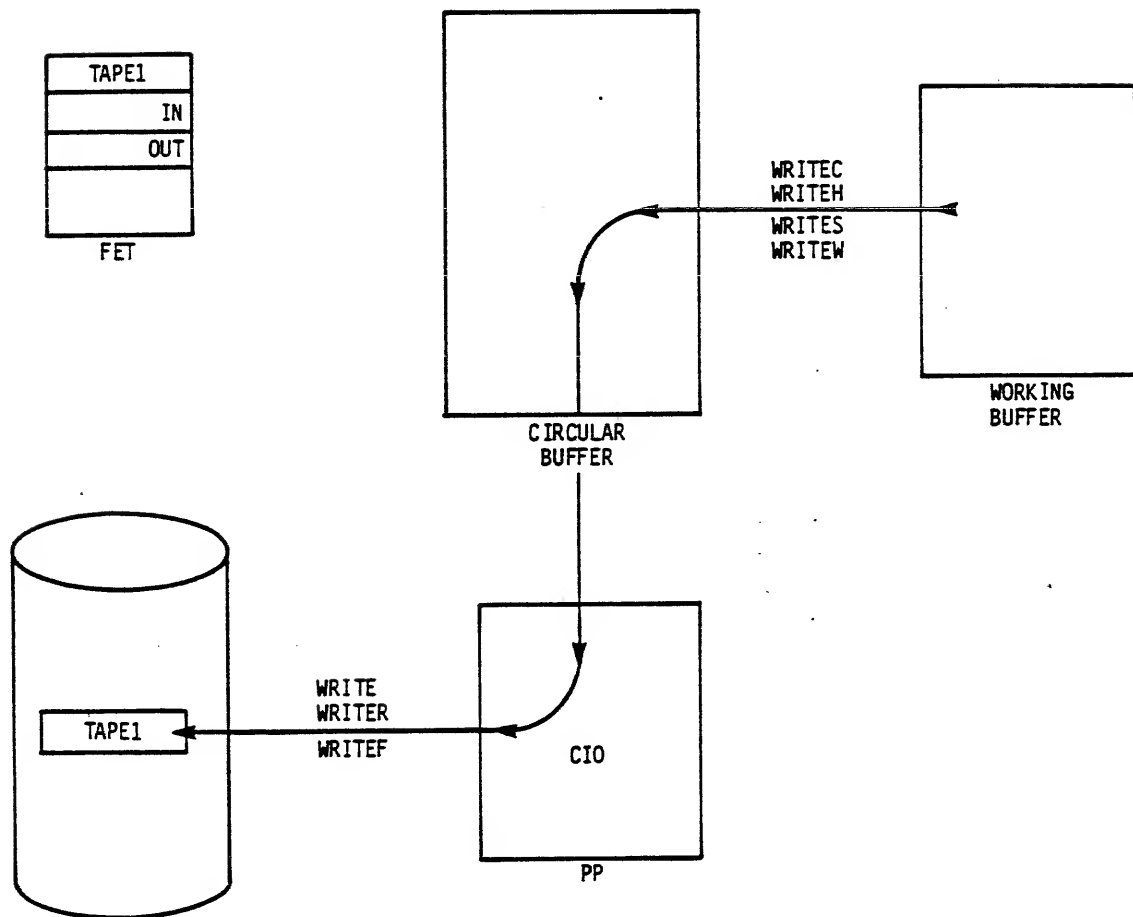 TAPE1
IN
OUT
FET
WRITEC
WRITEH
WRITES
WRITEW
WORKING
BUFFER
CIRCULAR
BUFFER
WRITE
WRITER
WRITEF
TAPE1
CIO
PP